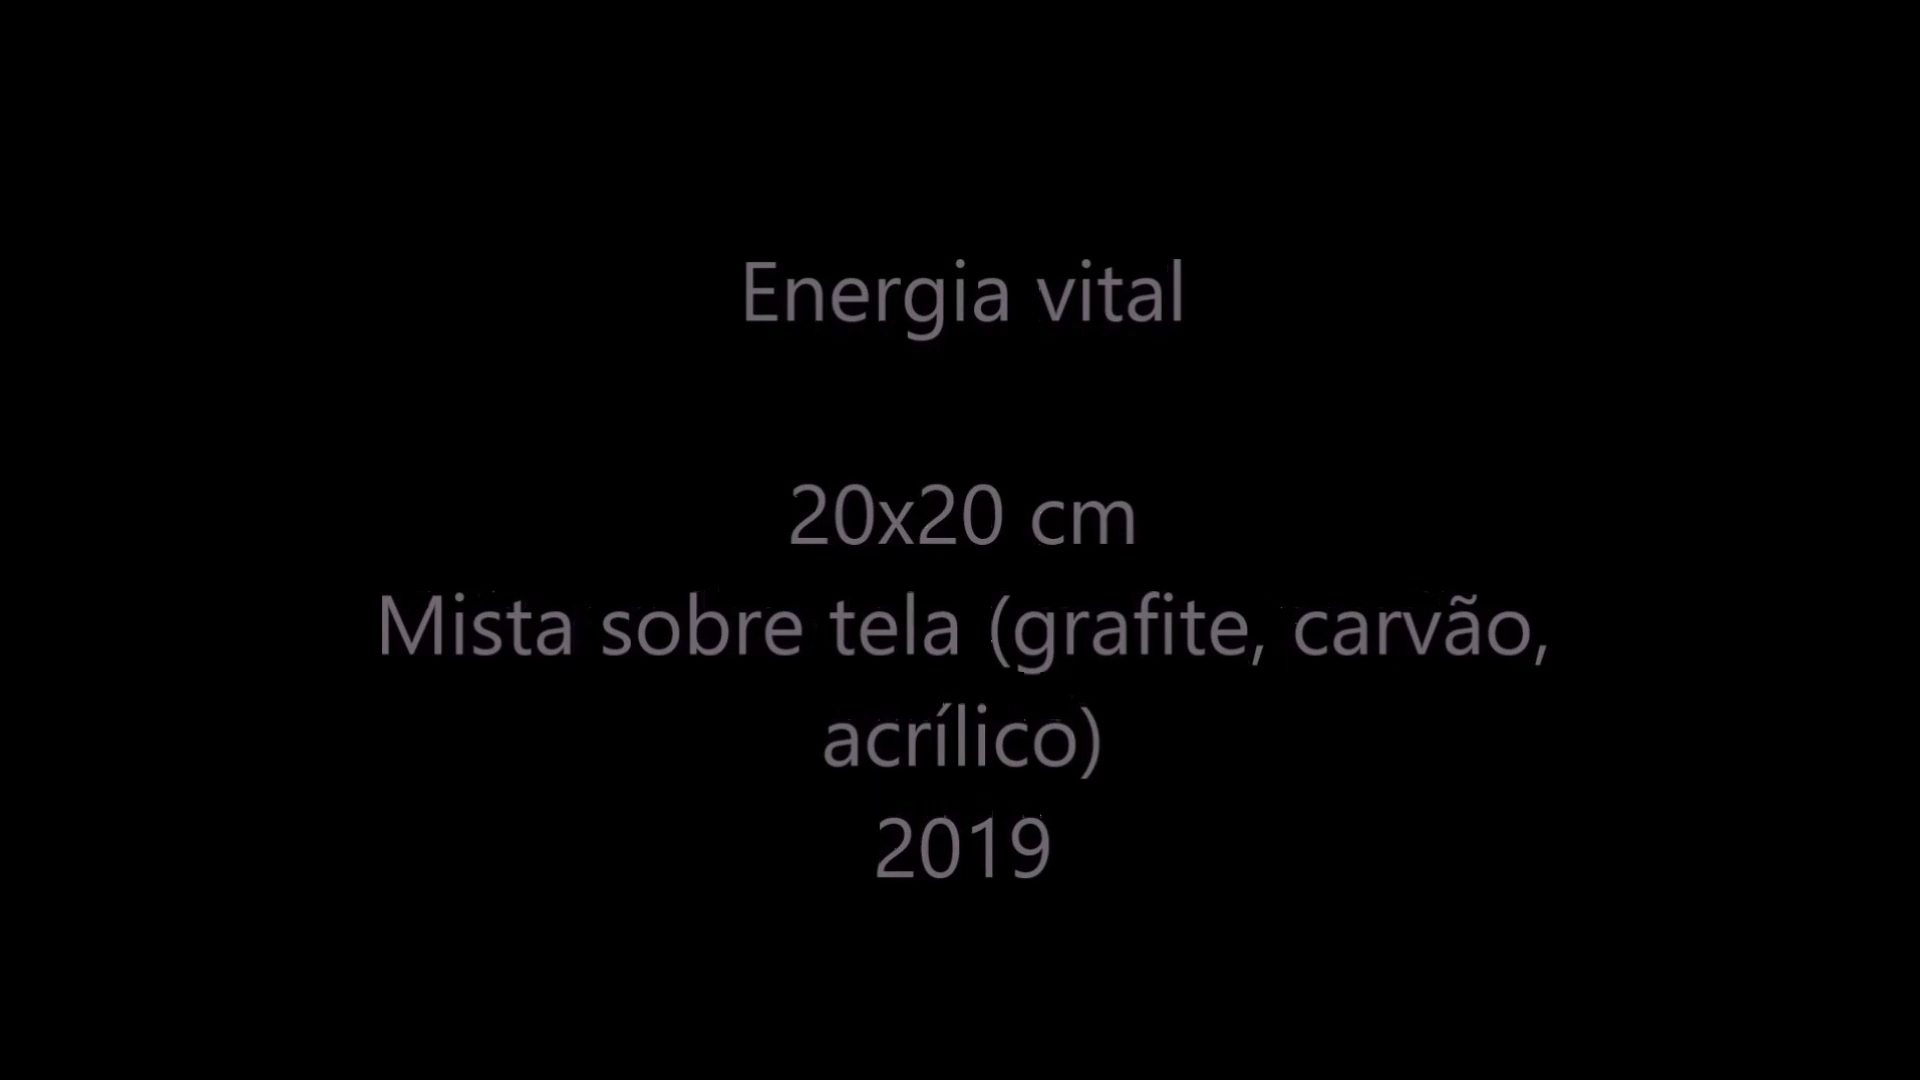 Energia vital
20x20 cm
Mista sobre tela (grafite, carvão,
acrílico)
2019